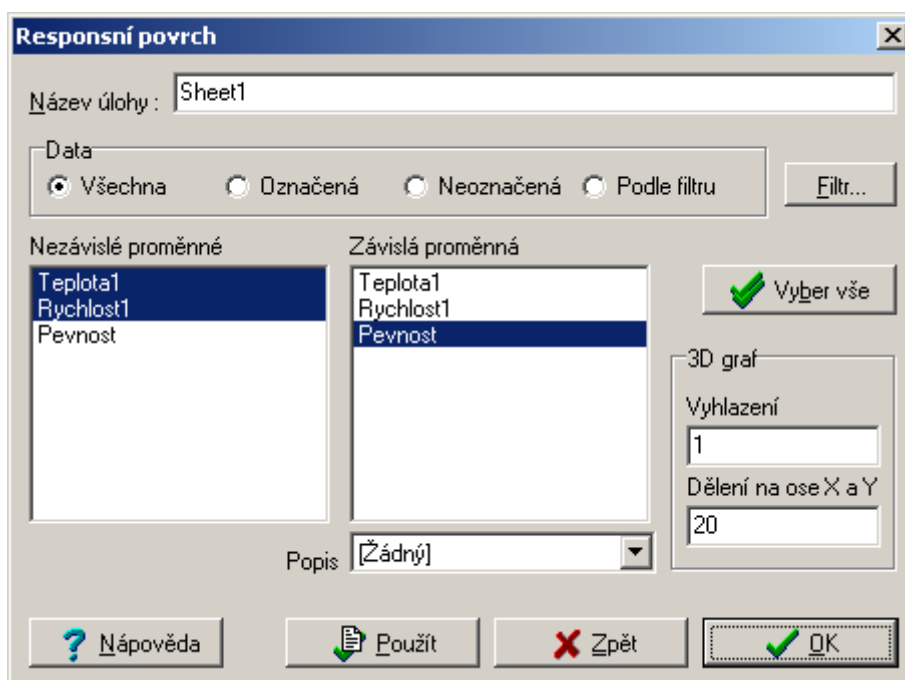 Responsní povrch
Název úlohy : Sheet1
Data
Všechna Označená Neoznačená Podle filtru Filtr...
Nezávislé proměnné Závislá proměnná
Teplota1 Teplota1
Rychlost1 Rychlost1
Pevnost Pevnost
Vyber vše
3D graf
Vyhlazení
1
Dělení na ose X a Y
20
Popis [Žádný]
Nápověda Použít Zpět OK